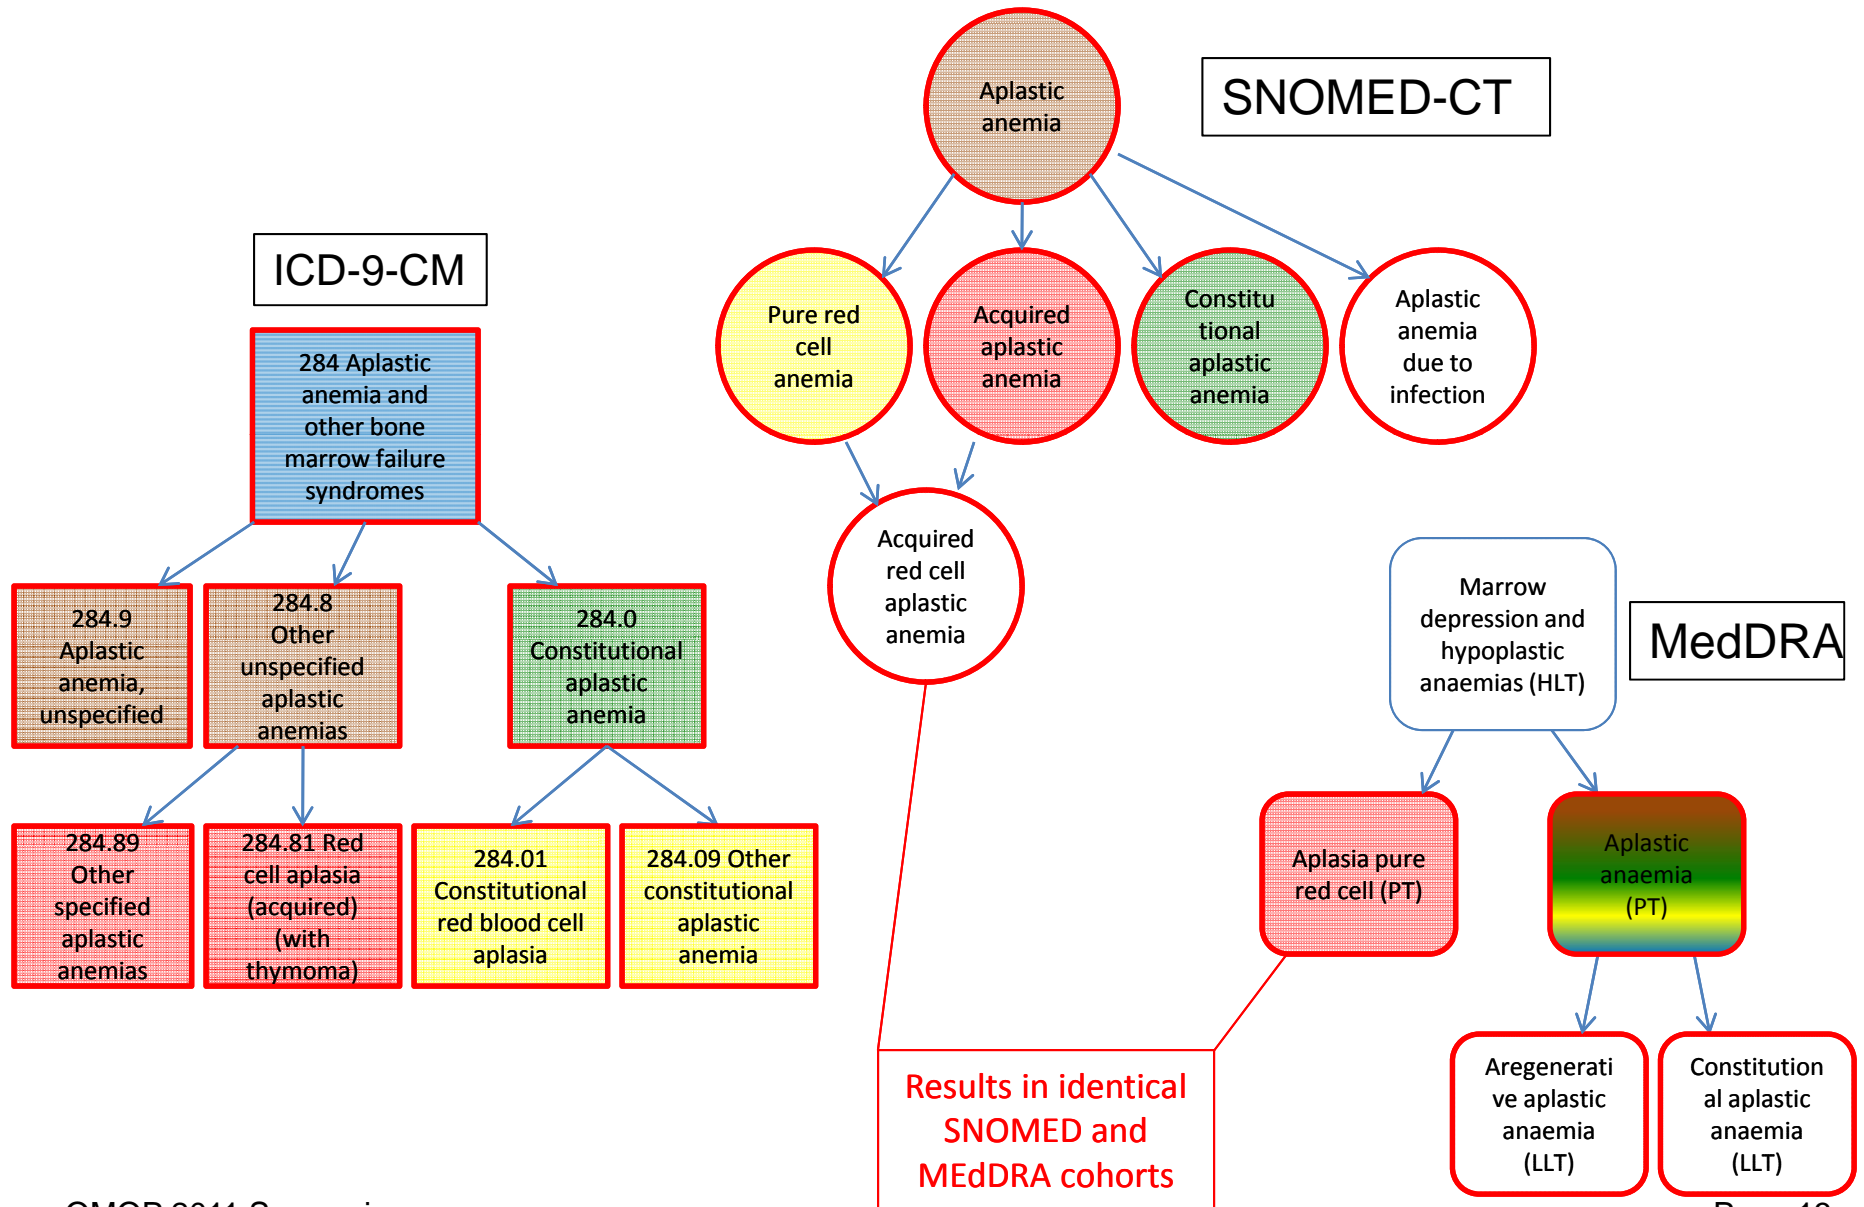 Aplastic
anemia
SNOMED-CT
ICD-9-CM
Pure red
cell
anemia
Acquired
aplastic
anemia
Constitu
tional
aplastic
anemia
Aplastic
anemia
due to
infection
284 Aplastic
anemia and
other bone
marrow failure
syndromes
Acquired
red cell
aplastic
anemia
284.9
Aplastic
anemia,
unspecified
284.8
Other
unspecified
aplastic
anemias
284.0
Constitutional
aplastic
anemia
Marrow
depression and
hypoplastic
anaemias (HLT)
MedDRA
284.89
Other
specified
aplastic
anemias
284.81 Red
cell aplasia
(acquired)
(with
thymoma)
284.01
Constitutional
red blood cell
aplasia
284.09 Other
constitutional
aplastic
anemia
Aplasia pure
red cell (PT)
Aplastic
anaemia
(PT)
Aregenerati
ve aplastic
anaemia
(LLT)
Constitution
al aplastic
anaemia
(LLT)
Results in identical
SNOMED and
MEdDRA cohorts